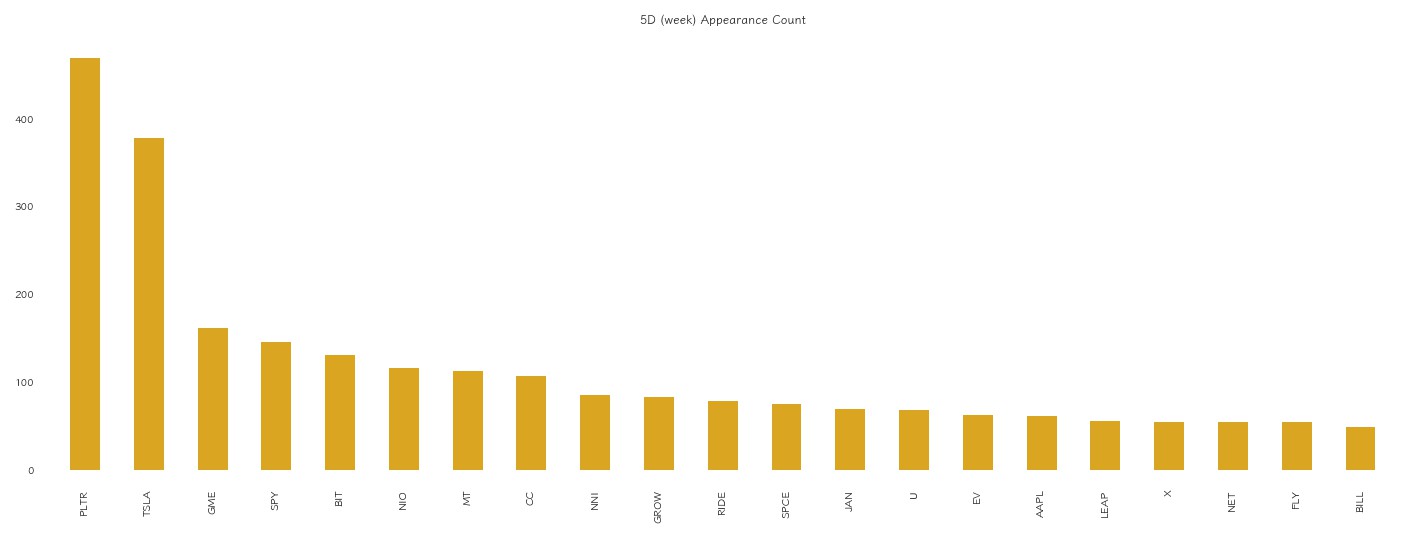 5D (week) Appearance Count
400
300
200
100
0
PLTR
TSLA
GME
SPY
BIT
NIO
MT
CC
NNI
GROW
RIDE
SPCE
JAN
U
EV
AAPL
LEAP
X
NET
FLY
BILL